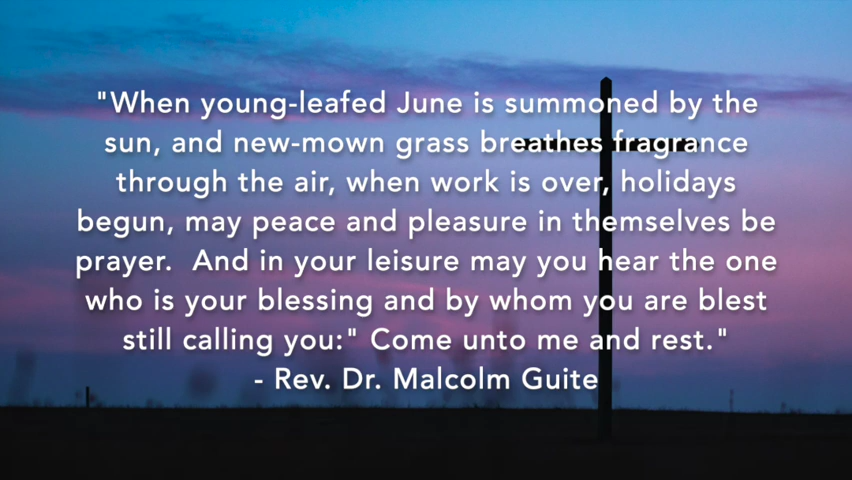 "When young-leafed June is summoned by the
sun, and new-mown grass breathes fragrance
through the air, when work is over, holidays
begun, may peace and pleasure in themselves be
prayer.  And in your leisure may you hear the one
who is your blessing and by whom you are blest
still calling you:" Come unto me and rest."
- Rev. Dr. Malcolm Guite